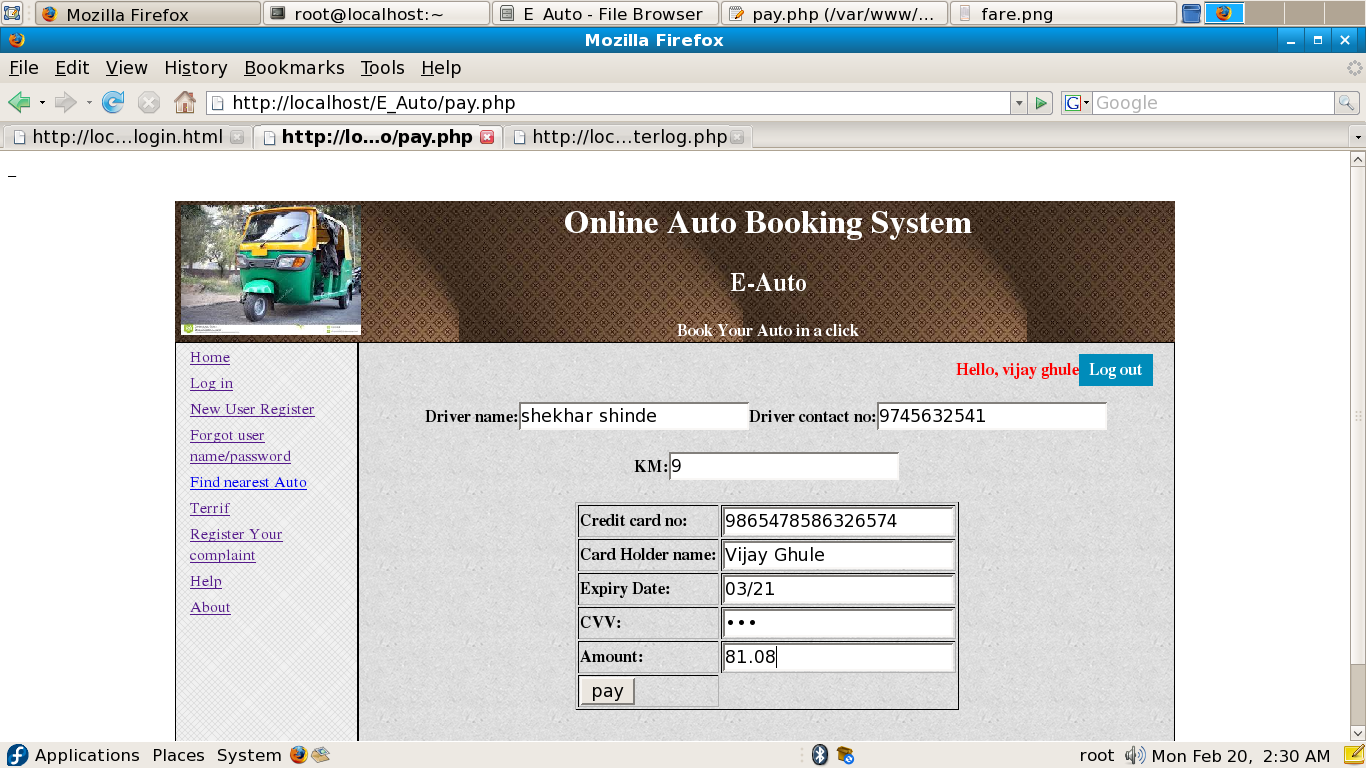 Mozilla Firefox
root@localhost:~
E Auto - File Browser
pay.php (/var/www/...
fare.png
Mozilla Firefox
File Edit View History Bookmarks Tools Help
http://localhost/E_Auto/pay.php
G Google
http://loc...login.html
http://lo...o/pay.php
http://loc...terlog.php
Online Auto Booking System
E-Auto
Book Your Auto in a click
Home
Log in
New User Register
Forgot user
name/password
Find nearest Auto
Terrif
Register Your
complaint
Help
About
Hello, vijay ghule Log out
Driver name: shekhar shinde Driver contact no: 9745632541
KM: 9
Credit card no: 9865478586326574
Card Holder name: Vijay Ghule
Expiry Date: 03/21
CVV: •••
Amount: 81.08
pay
Applications Places System
root Mon Feb 20, 2:30 AM